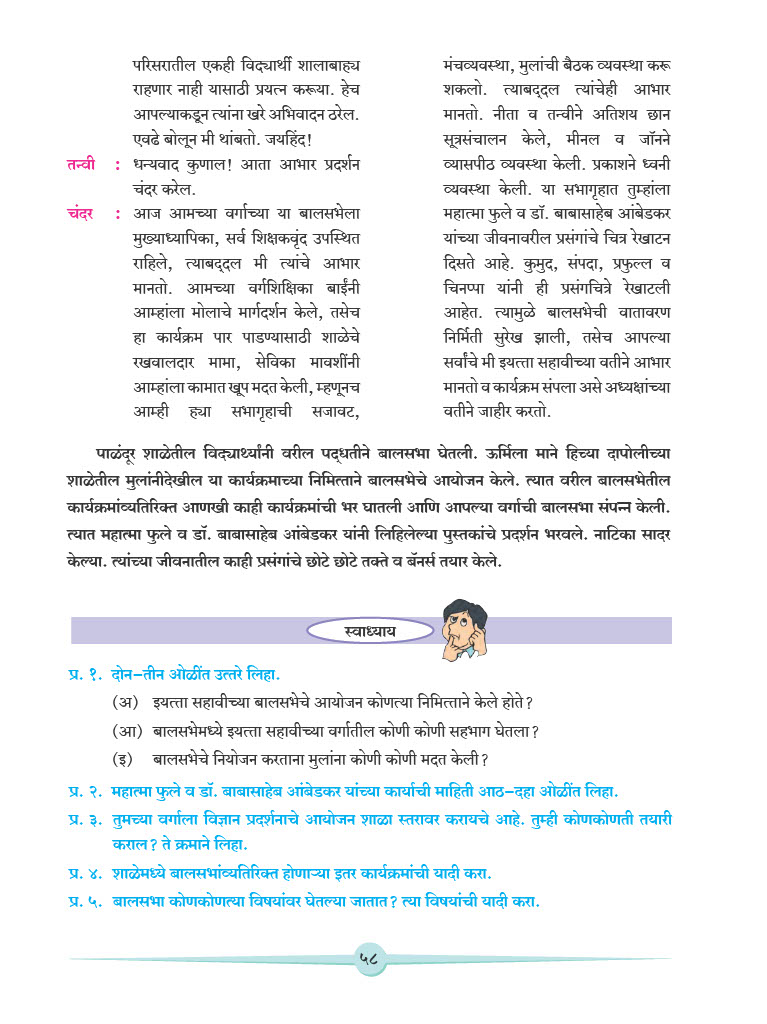 परिसरातील एकही विद्यार्थी शालाबाह्य
राहणार नाही यासाठी प्रयत्न करूया. हेच
आपल्याकडून त्यांना खरे अभिवादन ठरेल.
एवढे बोलून मी थांबतो. जयहिंद!
तन्वी : धन्यवाद कुणाल! आता आभार प्रदर्शन
चंदर करेल.
चंदर : आज आमच्या वर्गाच्या या बालसभेला
मुख्याध्यापिका, सर्व शिक्षकवृंद उपस्थित
राहिले, त्याबद्दल मी त्यांचे आभार
मानतो. आमच्या वर्गशिक्षिका बाईंनी
आम्हांला मोलाचे मार्गदर्शन केले, तसेच
हा कार्यक्रम पार पाडण्यासाठी शाळेचे
रखवालदार मामा, सेविका मावशींनी
आम्हांला कामात खूप मदत केली, म्हणूनच
आम्ही ह्या सभागृहाची सजावट,
मंचव्यवस्था, मुलांची बैठक व्यवस्था करू
शकलो. त्याबद्दल त्यांचेही आभार
मानतो. नीता व तन्वीने अतिशय छान
सूत्रसंचालन केले, मीनल व जॉनने
व्यासपीठ व्यवस्था केली. प्रकाशने ध्वनी
व्यवस्था केली. या सभागृहात तुम्हांला
महात्मा फुले व डॉ. बाबासाहेब आंबेडकर
यांच्या जीवनावरील प्रसंगांचे चित्र रेखाटन
दिसते आहे. कुमुद, संपदा, प्रफुल्ल व
चिनप्पा यांनी ही प्रसंगचित्रे रेखाटली
आहेत. त्यामुळे बालसभेची वातावरण
निर्मिती सुरेख झाली, तसेच आपल्या
सर्वांचे मी इयत्ता सहावीच्या वतीने आभार
मानतो व कार्यक्रम संपला असे अध्यक्षांच्या
वतीने जाहीर करतो.
पाळंदूर शाळेतील विद्यार्थ्यांनी वरील पद्धतीने बालसभा घेतली. ऊर्मिला माने हिच्या दापोलीच्या
शाळेतील मुलांनीदेखील या कार्यक्रमाच्या निमित्ताने बालसभेचे आयोजन केले. त्यात वरील बालसभेतील
कार्यक्रमांव्यतिरिक्त आणखी काही कार्यक्रमांची भर घातली आणि आपल्या वर्गाची बालसभा संपन्न केली.
त्यात महात्मा फुले व डॉ. बाबासाहेब आंबेडकर यांनी लिहिलेल्या पुस्तकांचे प्रदर्शन भरवले. नाटिका सादर
केल्या. त्यांच्या जीवनातील काही प्रसंगांचे छोटे छोटे तक्ते व बॅनर्स तयार केले.
स्वाध्याय
प्र. १. दोन-तीन ओळींत उत्तरे लिहा.
(अ) इयत्ता सहावीच्या बालसभेचे आयोजन कोणत्या निमित्ताने केले होते?
(आ) बालसभेमध्ये इयत्ता सहावीच्या वर्गातील कोणी कोणी सहभाग घेतला?
(इ) बालसभेचे नियोजन करताना मुलांना कोणी कोणी मदत केली?
प्र. २. महात्मा फुले व डॉ. बाबासाहेब आंबेडकर यांच्या कार्याची माहिती आठ-दहा ओळींत लिहा.
प्र. ३. तुमच्या वर्गाला विज्ञान प्रदर्शनाचे आयोजन शाळा स्तरावर करायचे आहे. तुम्ही कोणकोणती तयारी
कराल? ते क्रमाने लिहा.
प्र. ४. शाळेमध्ये बालसभांव्यतिरिक्त होणाऱ्या इतर कार्यक्रमांची यादी करा.
प्र. ५. बालसभा कोणकोणत्या विषयांवर घेतल्या जातात? त्या विषयांची यादी करा.
५८